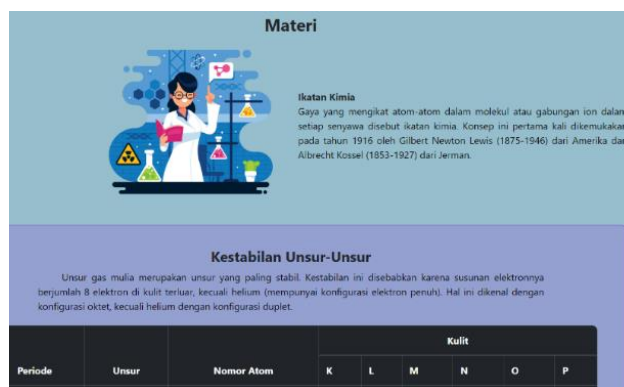 Materi
Ikatan Kimia
Gaya yang mengikat atom-atom dalam molekul atau gabungan ion dalam
setiap senyawa disebut ikatan kimia. Konsep ini pertama kali dikemukakan
pada tahun 1916 oleh Gilbert Newton Lewis (1875-1946) dari Amerika dan
Albrecht Kossel (1853-1927) dari Jerman.
Kestabilan Unsur-Unsur
Unsur gas mulia merupakan unsur yang paling stabil. Kestabilan ini disebabkan karena susunan elektronnya
berjumlah 8 elektron di kulit terluar, kecuali helium (mempunyai konfigurasi elektron penuh). Hal ini dikenal dengan
konfigurasi oktet, kecuali helium dengan konfigurasi duplet.
Kulit
Periode Unsur Nomor Atom K L M N O P